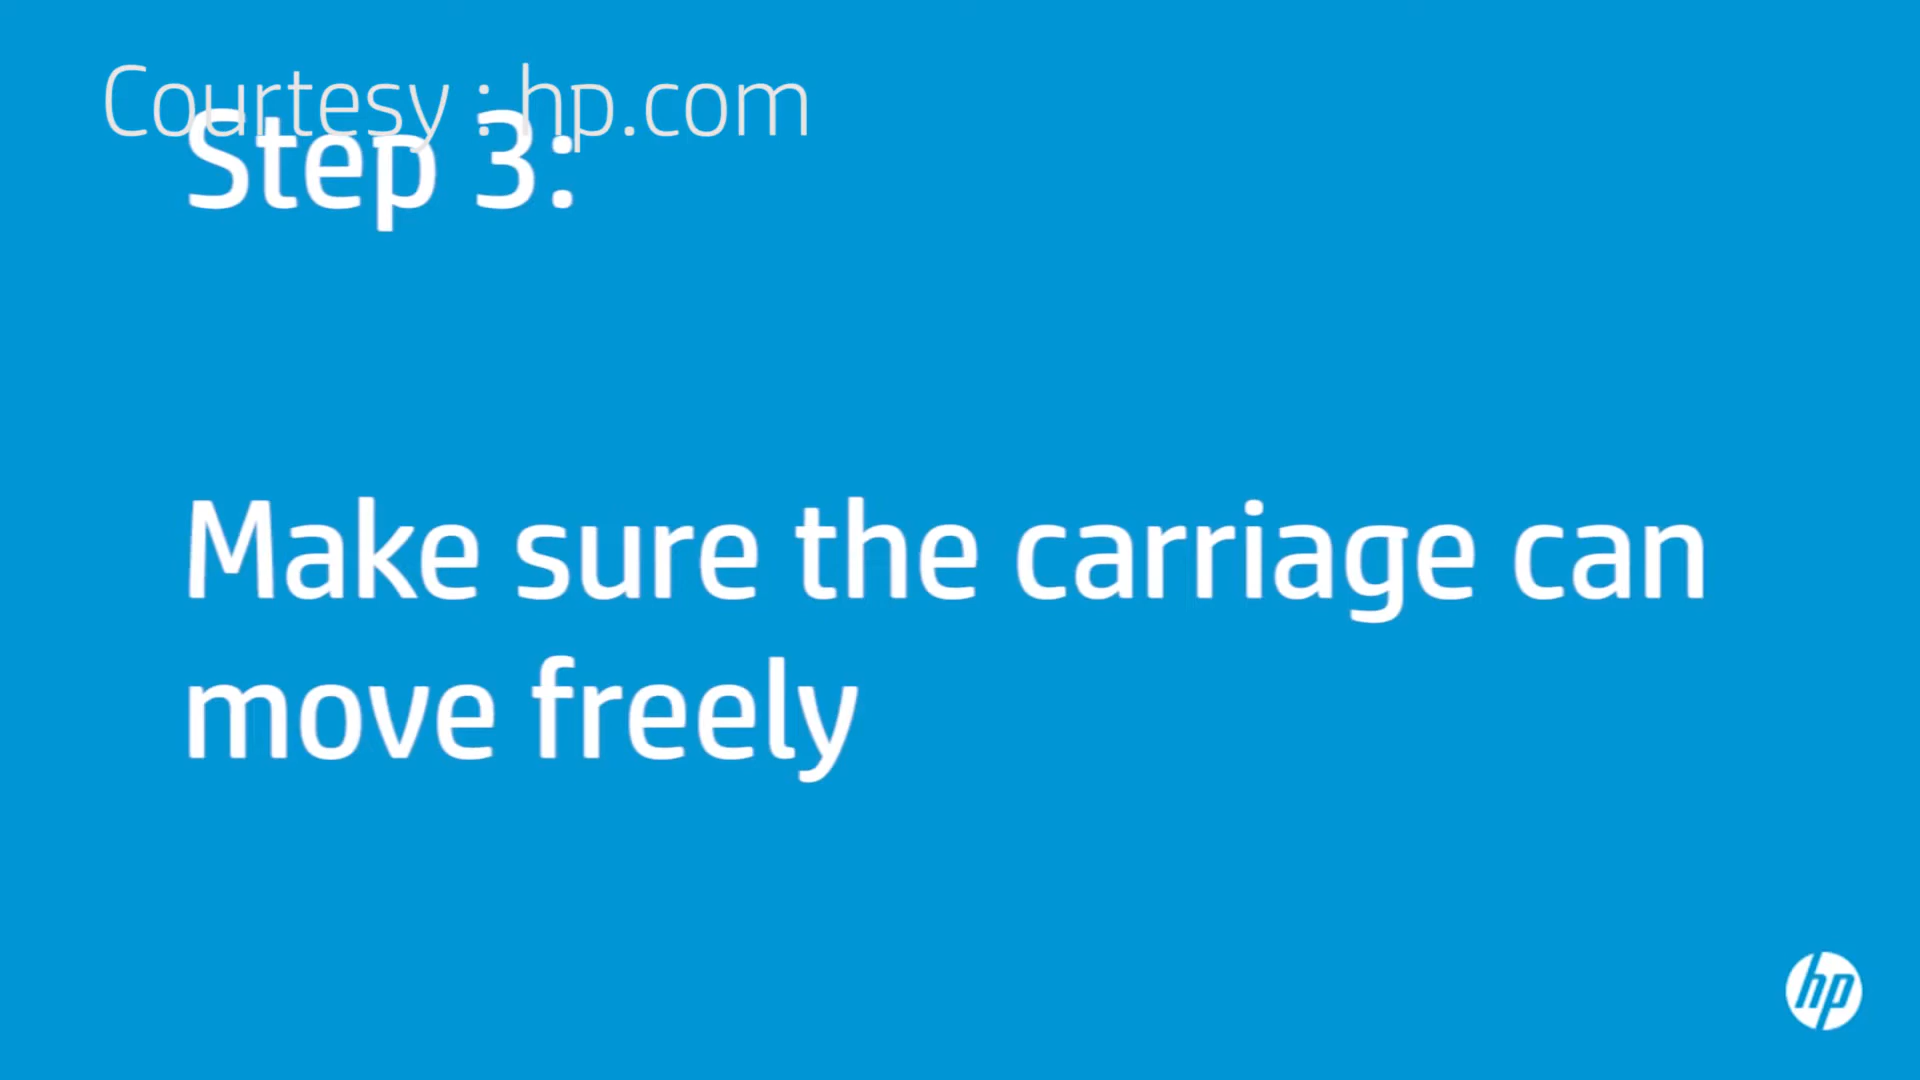 Courtesy : hp.com
Step 3:
Make sure the carriage can
move freely
hp